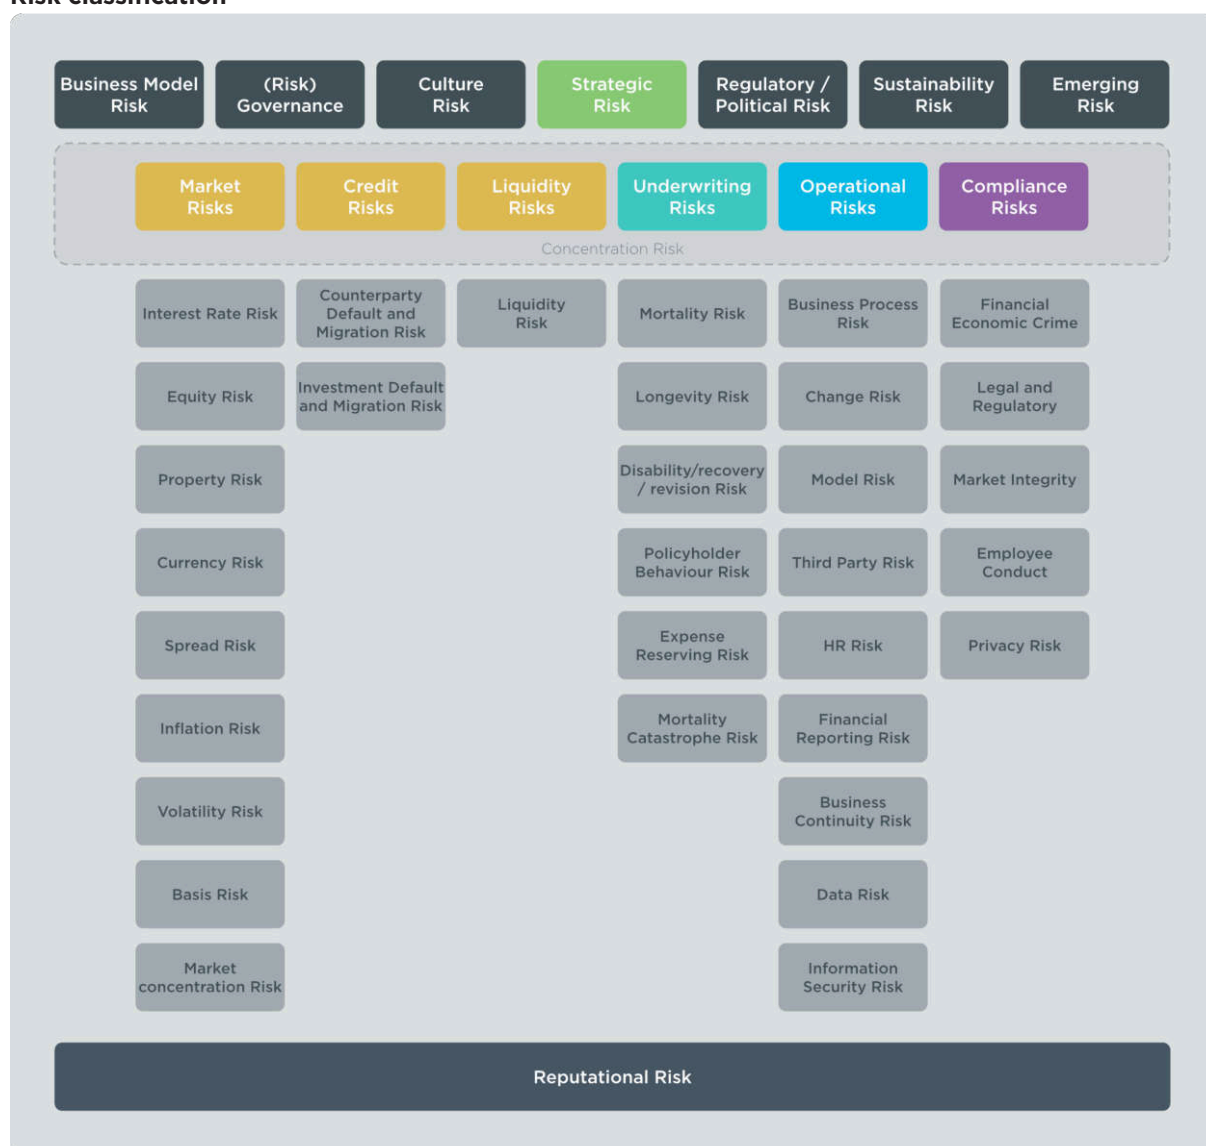 Risk classification
Business Model
Risk
(Risk)
Governance
Culture
Risk
Strategic
Risk
Regulatory /
Political Risk
Sustainability
Risk
Emerging
Risk
Market
Risks
Credit
Risks
Liquidity
Risks
Underwriting
Risks
Operational
Risks
Compliance
Risks
Concentration Risk
Interest Rate Risk
Counterparty
Default and
Migration Risk
Liquidity
Risk
Mortality Risk
Business Process
Risk
Financial
Economic Crime
Equity Risk
Investment Default
and Migration Risk
Longevity Risk
Change Risk
Legal and
Regulatory
Property Risk
Disability/recovery
/ revision Risk
Model Risk
Market Integrity
Currency Risk
Policyholder
Behaviour Risk
Third Party Risk
Employee
Conduct
Spread Risk
Expense
Reserving Risk
HR Risk
Privacy Risk
Inflation Risk
Mortality
Catastrophe Risk
Financial
Reporting Risk
Volatility Risk
Business
Continuity Risk
Basis Risk
Data Risk
Market
concentration Risk
Information
Security Risk
Reputational Risk